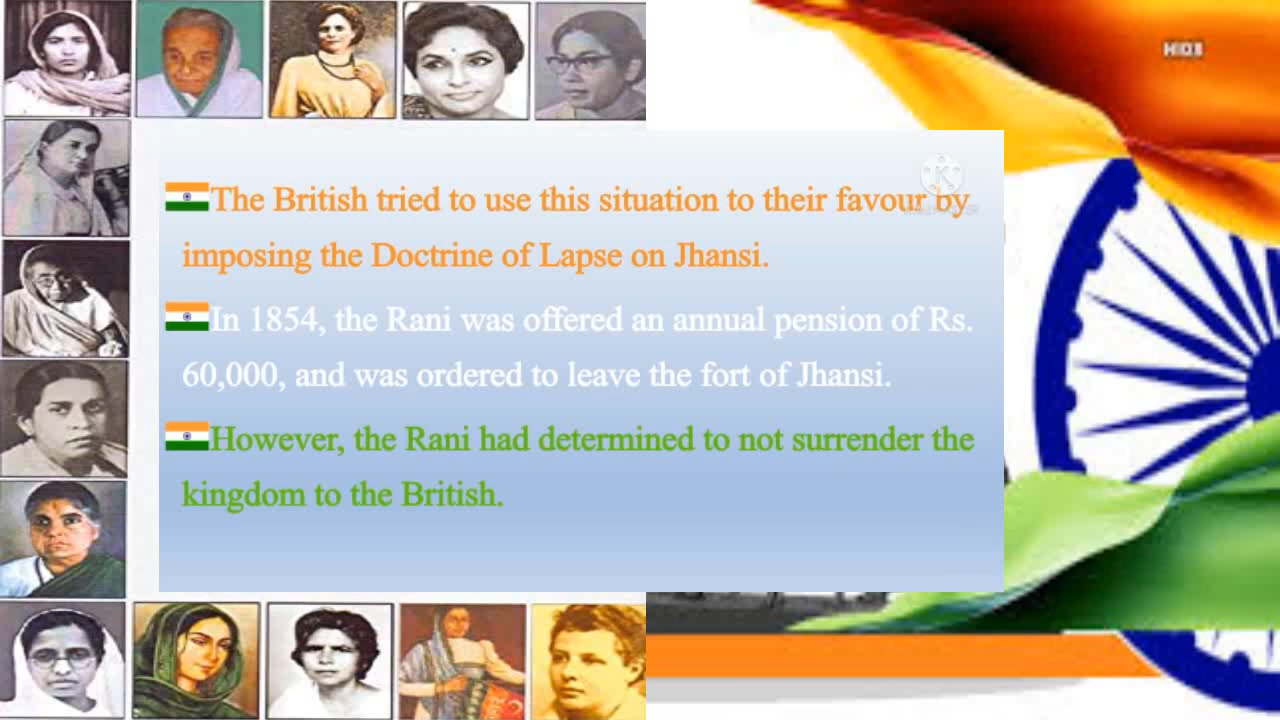 The British tried to use this situation to their favour by
imposing the Doctrine of Lapse on Jhansi.
In 1854, the Rani was offered an annual pension of Rs.
60,000, and was ordered to leave the fort of Jhansi.
However, the Rani had determined to not surrender the
kingdom to the British.